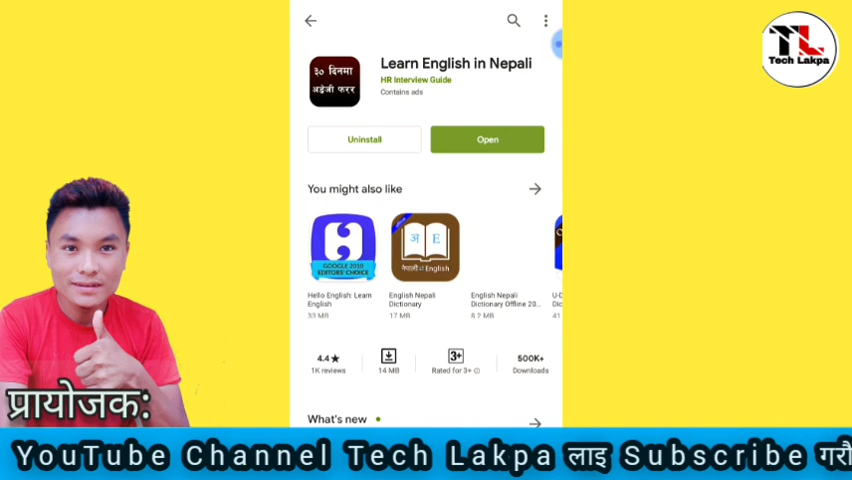 TL
Tech Lakpa
Learn English in Nepali
HR Interview Guide
Contains ads
३० दिनमा
अंग्रेजी फरर
Uninstall
Open
You might also like
GOOGLE 2018
EDITORS' CHOICE
अ E
नेपाली English
Hello English: Learn
English
33 MB
English Nepali
Dictionary
17 MB
English Nepali
Dictionary Offline 20...
8.2 MB
U-D
41
4.4★
1K reviews
14 MB
3+
Rated for 3+
500K+
Downloads
What's new
प्रायोजक:
YouTube Channel Tech Lakpa लाइ Subscribe गरौ